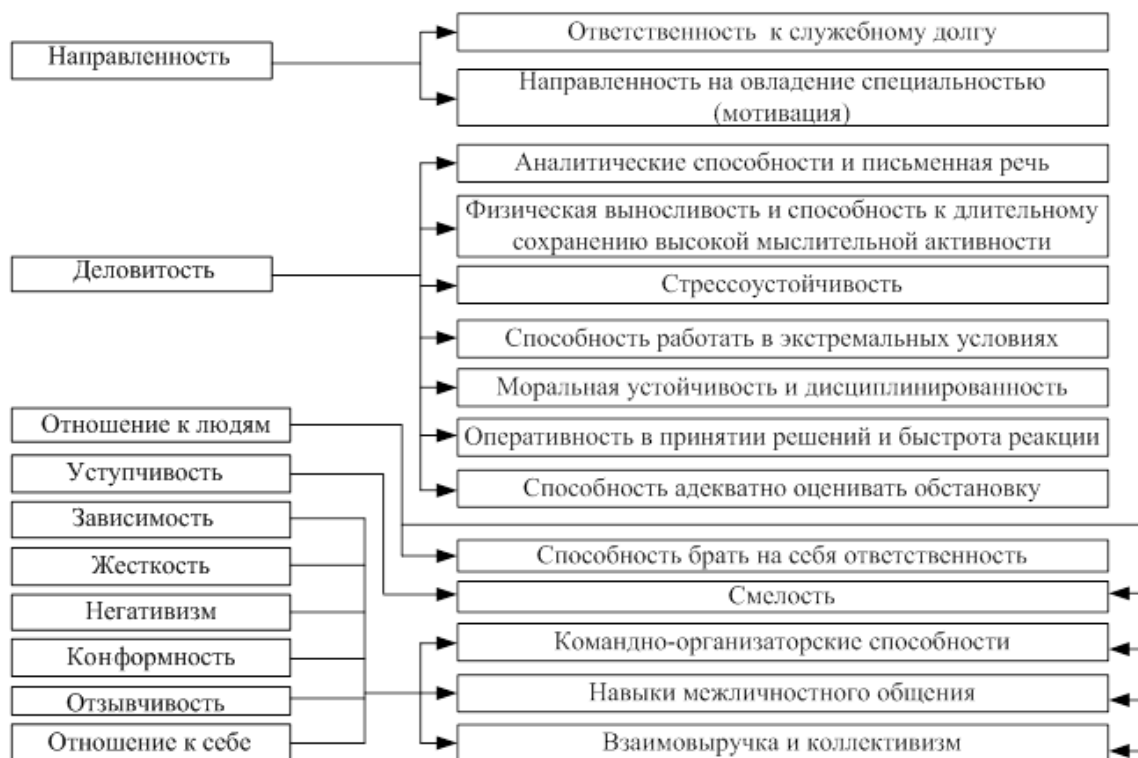 Направленность
Ответственность к служебному долгу
Направленность на овладение специальностью
(мотивация)
Деловитость
Аналитические способности и письменная речь
Физическая выносливость и способность к длительному
сохранению высокой мыслительной активности
Стрессоустойчивость
Способность работать в экстремальных условиях
Моральная устойчивость и дисциплинированность
Оперативность в принятии решений и быстрота реакции
Способность адекватно оценивать обстановку
Отношение к людям
Уступчивость
Зависимость
Жесткость
Негативизм
Конформность
Отзывчивость
Отношение к себе
Способность брать на себя ответственность
Смелость
Командно-организаторские способности
Навыки межличностного общения
Взаимовыручка и коллективизм